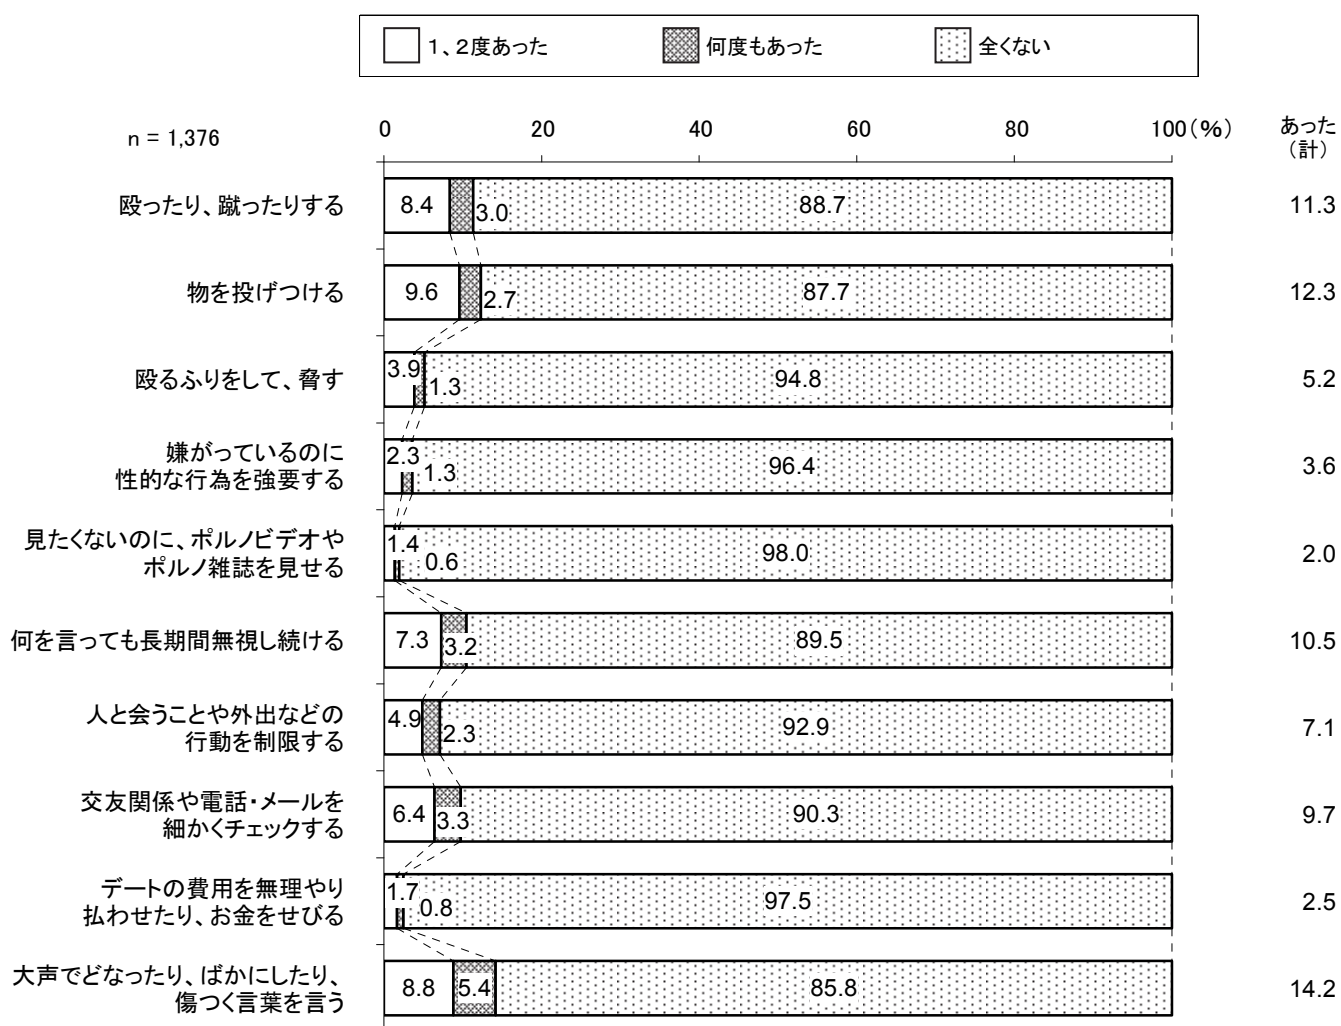 1、2度あった 何度もあった 全くない
n = 1,376
0 20 40 60 80 100(%)
あった
(計)
殴ったり、蹴ったりする 8.4 3.0 88.7 11.3
物を投げつける 9.6 2.7 87.7 12.3
殴るふりをして、脅す 3.9 1.3 94.8 5.2
嫌がっているのに
性的な行為を強要する 2.3 1.3 96.4 3.6
見たくないのに、ポルノビデオや
ポルノ雑誌を見せる 1.4 0.6 98.0 2.0
何を言っても長期間無視し続ける 7.3 3.2 89.5 10.5
人と会うことや外出などの
行動を制限する 4.9 2.3 92.9 7.1
交友関係や電話・メールを
細かくチェックする 6.4 3.3 90.3 9.7
デートの費用を無理やり
払わせたり、お金をせびる 1.7 0.8 97.5 2.5
大声でどなったり、ばかにしたり、
傷つく言葉を言う 8.8 5.4 85.8 14.2